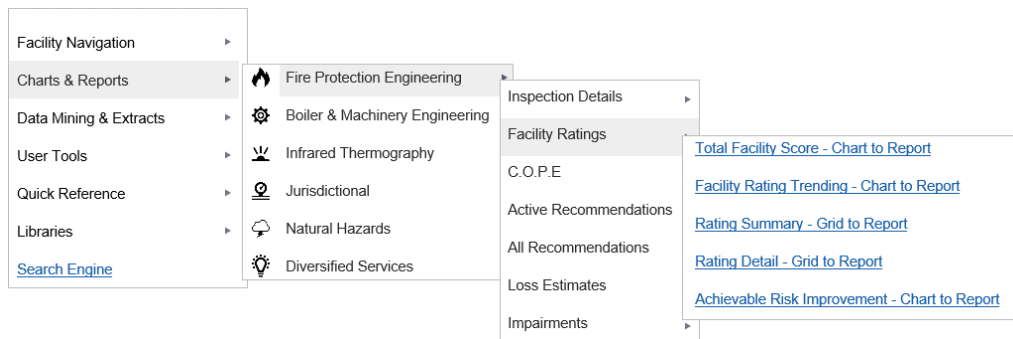 Facility Navigation
Charts & Reports
Data Mining & Extracts
User Tools
Quick Reference
Libraries
Search Engine
Fire Protection Engineering
Boiler & Machinery Engineering
Infrared Thermography
Jurisdictional
Natural Hazards
Diversified Services
Inspection Details
Facility Ratings
C.O.P.E
Active Recommendations
All Recommendations
Loss Estimates
Impairments
Total Facility Score - Chart to Report
Facility Rating Trending - Chart to Report
Rating Summary - Grid to Report
Rating Detail - Grid to Report
Achievable Risk Improvement - Chart to Report